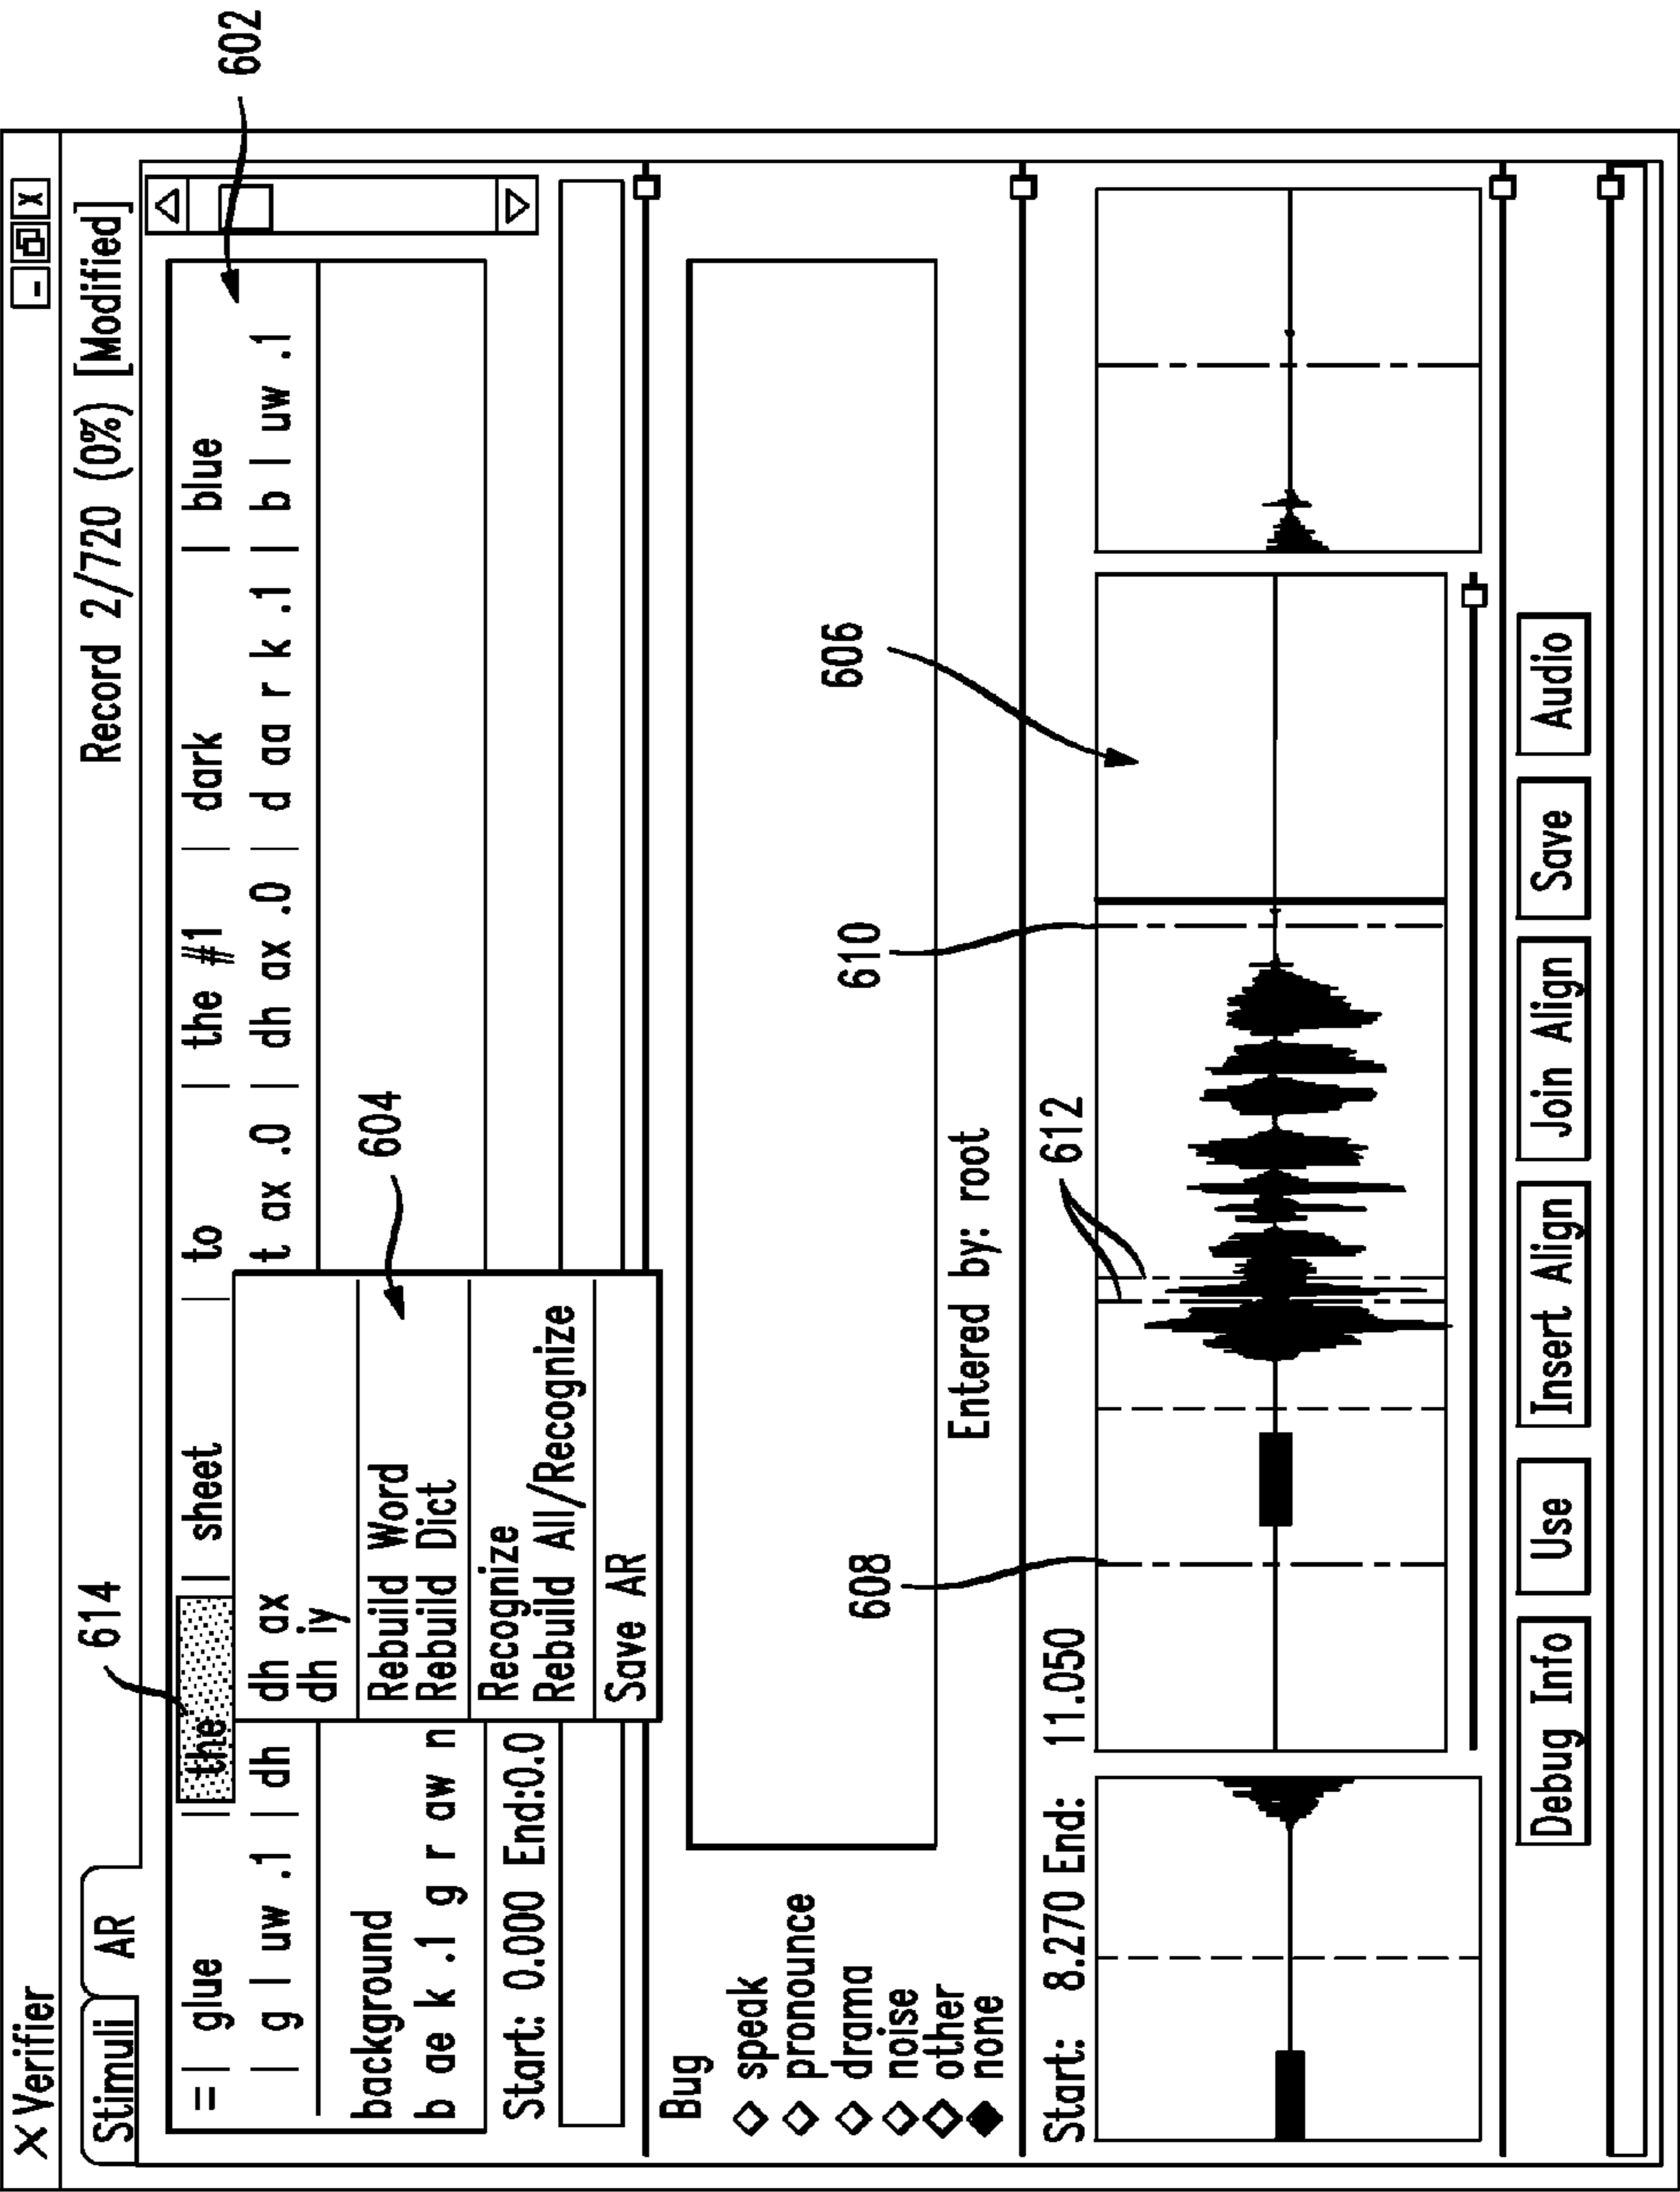 X Verifier - X
Stimuli AR Record 2/720 (0%) [Modified]
614
602
= | glue | the | sheet | to | the #1 | dark | blue
| g l uw .1 | dh t ax .0 | dh ax .0 | d aa r k .1 | b l uw .1
dh ax
dh iy
604
Rebuild Word
Rebuild Dict
Recognize
Rebuild All/Recognize
Save AR
background
b ae k .1 g r aw n
Start: 0.000 End:0.0
Bug
speak
pronounce
drama
noise
other
none
Entered by: root
608
610
606
Start: 8.270 End: 11.050
612
Debug Info Use Insert Align Join Align Save Audio